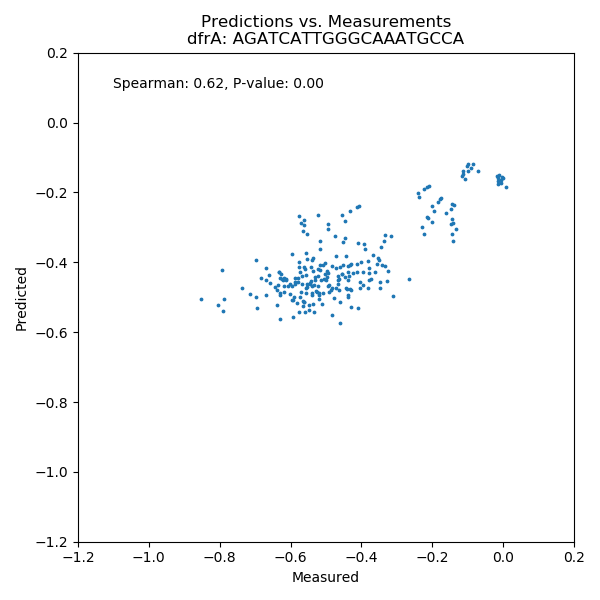 Predictions vs. Measurements
dfrA: AGATCATTGGGCAAATGCCA
Spearman: 0.62, P-value: 0.00
0.2
0.0
−0.2
−0.4
−0.6
−0.8
−1.0
−1.2
Predicted
−1.2 −1.0 −0.8 −0.6 −0.4 −0.2 0.0 0.2
Measured